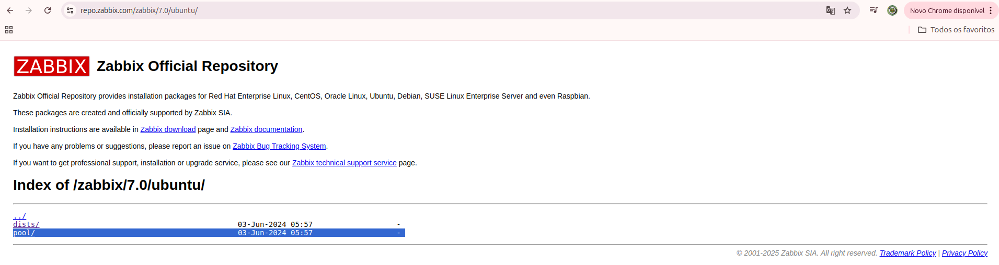 repo.zabbix.com/zabbix/7.0/ubuntu/
Novo Chrome disponível
Todos os favoritos
ZABBIX Zabbix Official Repository
Zabbix Official Repository provides installation packages for Red Hat Enterprise Linux, CentOS, Oracle Linux, Ubuntu, Debian, SUSE Linux Enterprise Server and even Raspbian.
These packages are created and officially supported by Zabbix SIA.
Installation instructions are available in Zabbix download page and Zabbix documentation.
If you have any problems or suggestions, please report an issue on Zabbix Bug Tracking System.
If you want to get professional support, installation or upgrade service, please see our Zabbix technical support service page.
Index of /zabbix/7.0/ubuntu/
../
dists/ 03-Jun-2024 05:57 -
pool/ 03-Jun-2024 05:57 -
© 2001-2025 Zabbix SIA. All right reserved. Trademark Policy | Privacy Policy